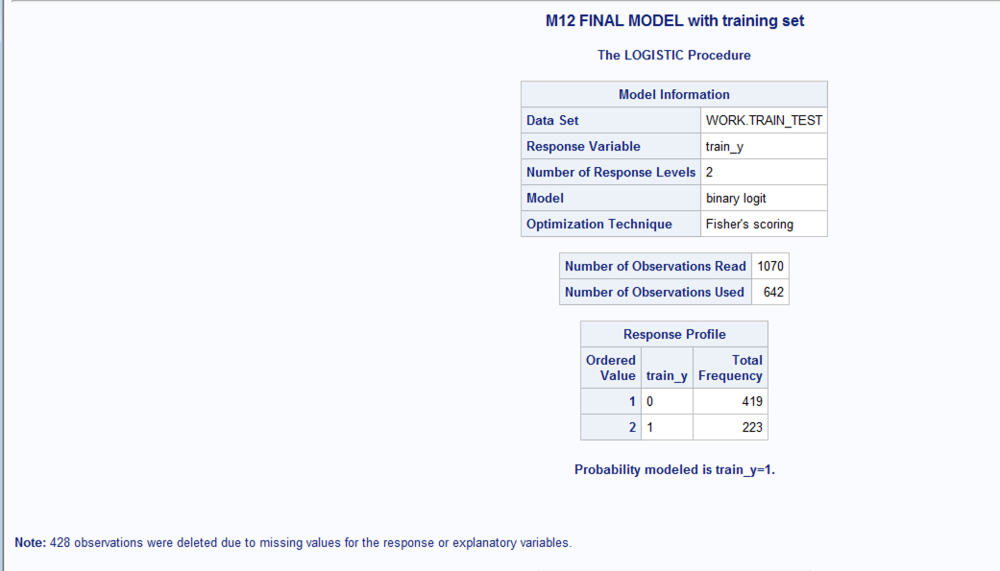 M12 FINAL MODEL with training set
The LOGISTIC Procedure
Model Information
Data Set WORK.TRAIN_TEST
Response Variable train_y
Number of Response Levels 2
Model binary logit
Optimization Technique Fisher's scoring
Number of Observations Read 1070
Number of Observations Used 642
Response Profile
Ordered Total
Value train_y Frequency
1 0 419
2 1 223
Probability modeled is train_y=1.
Note: 428 observations were deleted due to missing values for the response or explanatory variables.